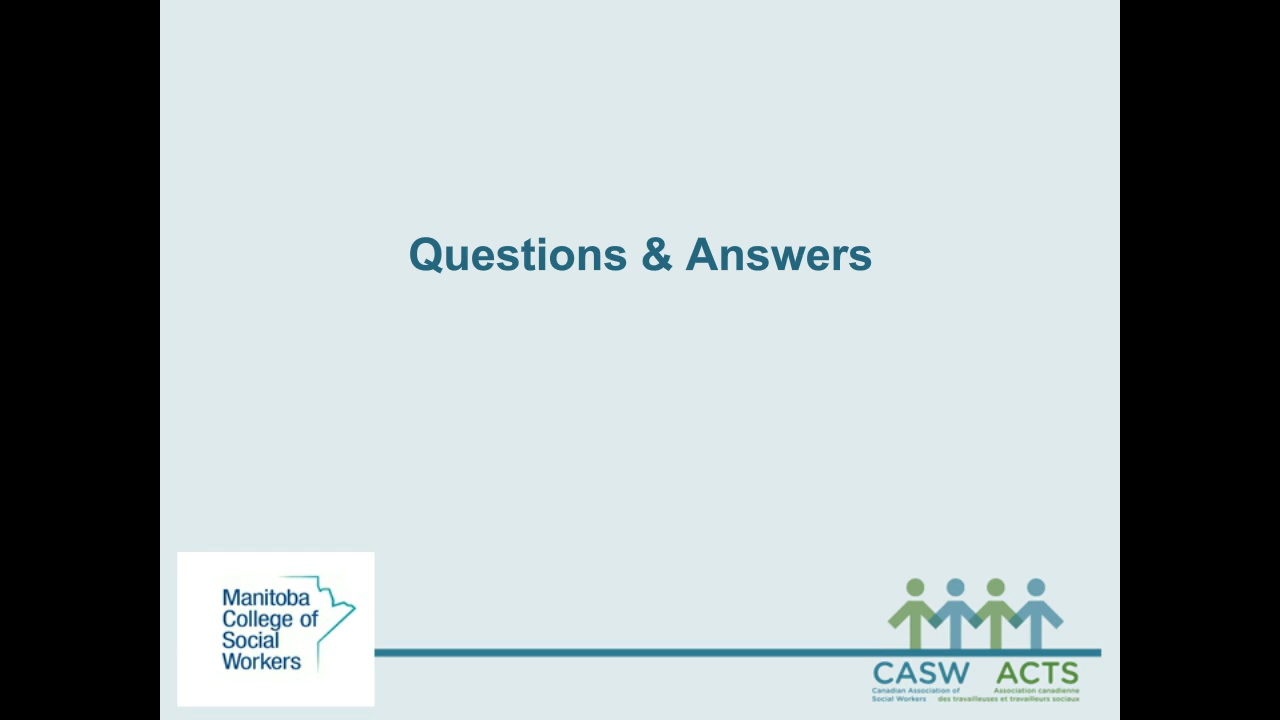 Questions & Answers
Manitoba
College of
Social
Workers
CASW ACTS
Canadian Association of Association canadienne
Social Workers des travailleuses et travailleurs sociaux